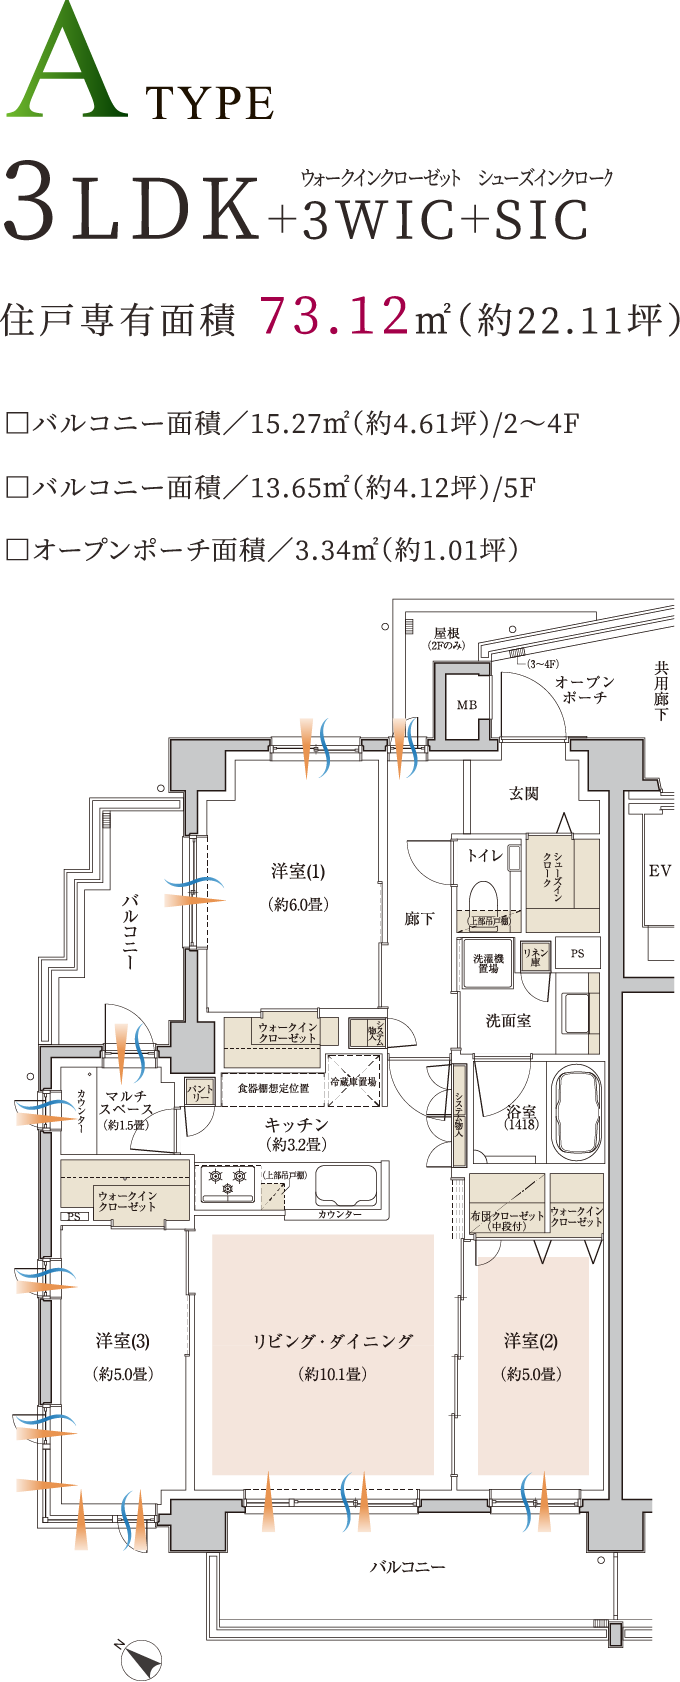 A TYPE
ウォークインクローゼット シューズインクローク
3LDK+3WIC+SIC
住戸専有面積 73.12㎡(約22.11坪)
□バルコニー面積／15.27㎡(約4.61坪)/2〜4F
□バルコニー面積／13.65㎡(約4.12坪)/5F
□オープンポーチ面積／3.34㎡(約1.01坪)
屋根
(2Fのみ)
(3〜4F)
オープン
ポーチ
共用廊下
MB
玄関
トイレ
シューズイン
クローク
EV
洋室(1)
(約6.0畳)
廊下
(上部吊戸棚)
バルコニー
洗濯機
置場
リネン
庫
PS
洗面室
ウォークイン
クローゼット
システム
物入
食器棚想定位置
冷蔵庫置場
パント
リー
カウンター
マルチ
スペース
(約1.5畳)
キッチン
(約3.2畳)
システム物入
浴室
(1418)
(上部吊戸棚)
カウンター
ウォークイン
クローゼット
PS
布団クローゼット
(中段付)
ウォークイン
クローゼット
洋室(3)
(約5.0畳)
リビング・ダイニング
(約10.1畳)
洋室(2)
(約5.0畳)
バルコニー
N